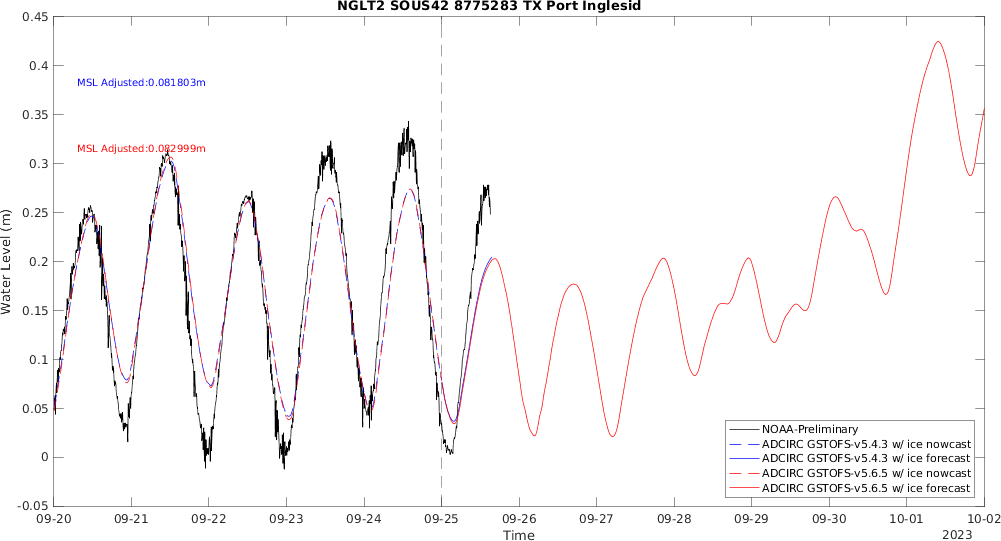 NGLT2 SOUS42 8775283 TX Port Inglesid
0.45
0.4
0.35
0.3
0.25
0.2
0.15
0.1
0.05
0
-0.05
Water Level (m)
MSL Adjusted:0.081803m
MSL Adjusted:0.082999m
NOAA-Preliminary
ADCIRC GSTOFS-v5.4.3 w/ ice nowcast
ADCIRC GSTOFS-v5.4.3 w/ ice forecast
ADCIRC GSTOFS-v5.6.5 w/ ice nowcast
ADCIRC GSTOFS-v5.6.5 w/ ice forecast
09-20 09-21 09-22 09-23 09-24 09-25 09-26 09-27 09-28 09-29 09-30 10-01 10-02
Time
2023